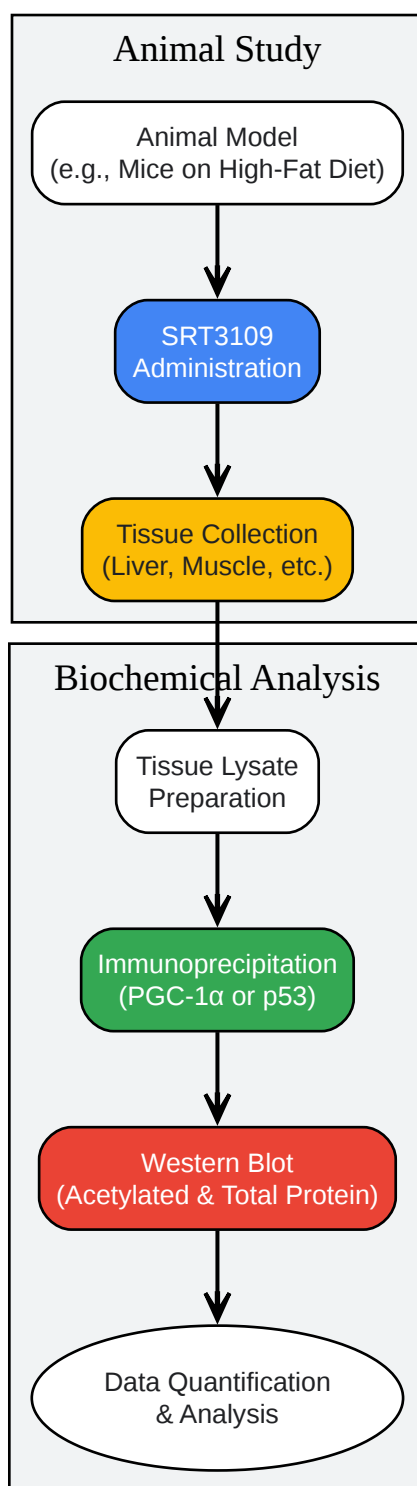 Animal Study
Animal Model
(e.g., Mice on High-Fat Diet)
SRT3109
Administration
Tissue Collection
(Liver, Muscle, etc.)
Biochemical Analysis
Tissue Lysate
Preparation
Immunoprecipitation
(PGC-1α or p53)
Western Blot
(Acetylated & Total Protein)
Data Quantification
& Analysis